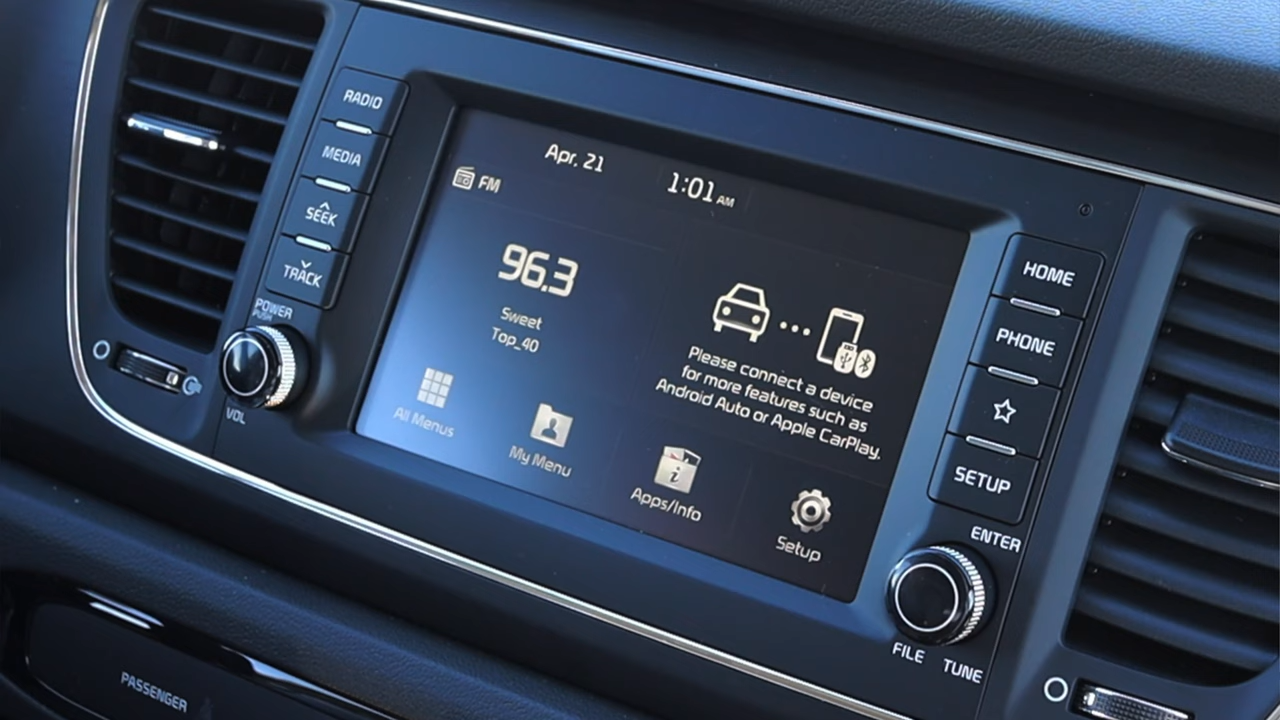 RADIO
MEDIA
SEEK
TRACK
POWER
PUSH
VOL
Apr. 21
1:01 AM
FM
96.3
Sweet
Top_40
Please connect a device
for more features such as
Android Auto or Apple CarPlay.
All Menus
My Menu
Apps/Info
Setup
HOME
PHONE
SETUP
ENTER
FILE
TUNE
PASSENGER